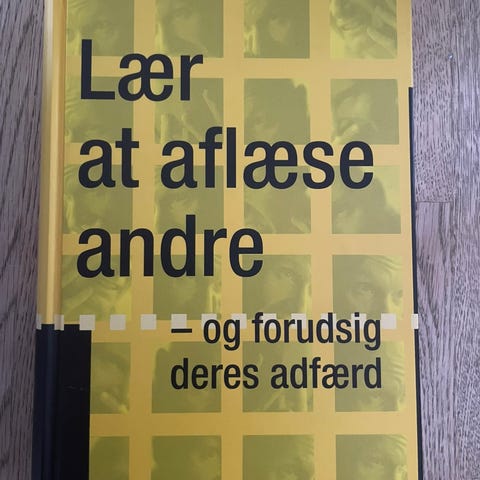 Lær
at aflæse
andre
– og forudsig
deres adfærd